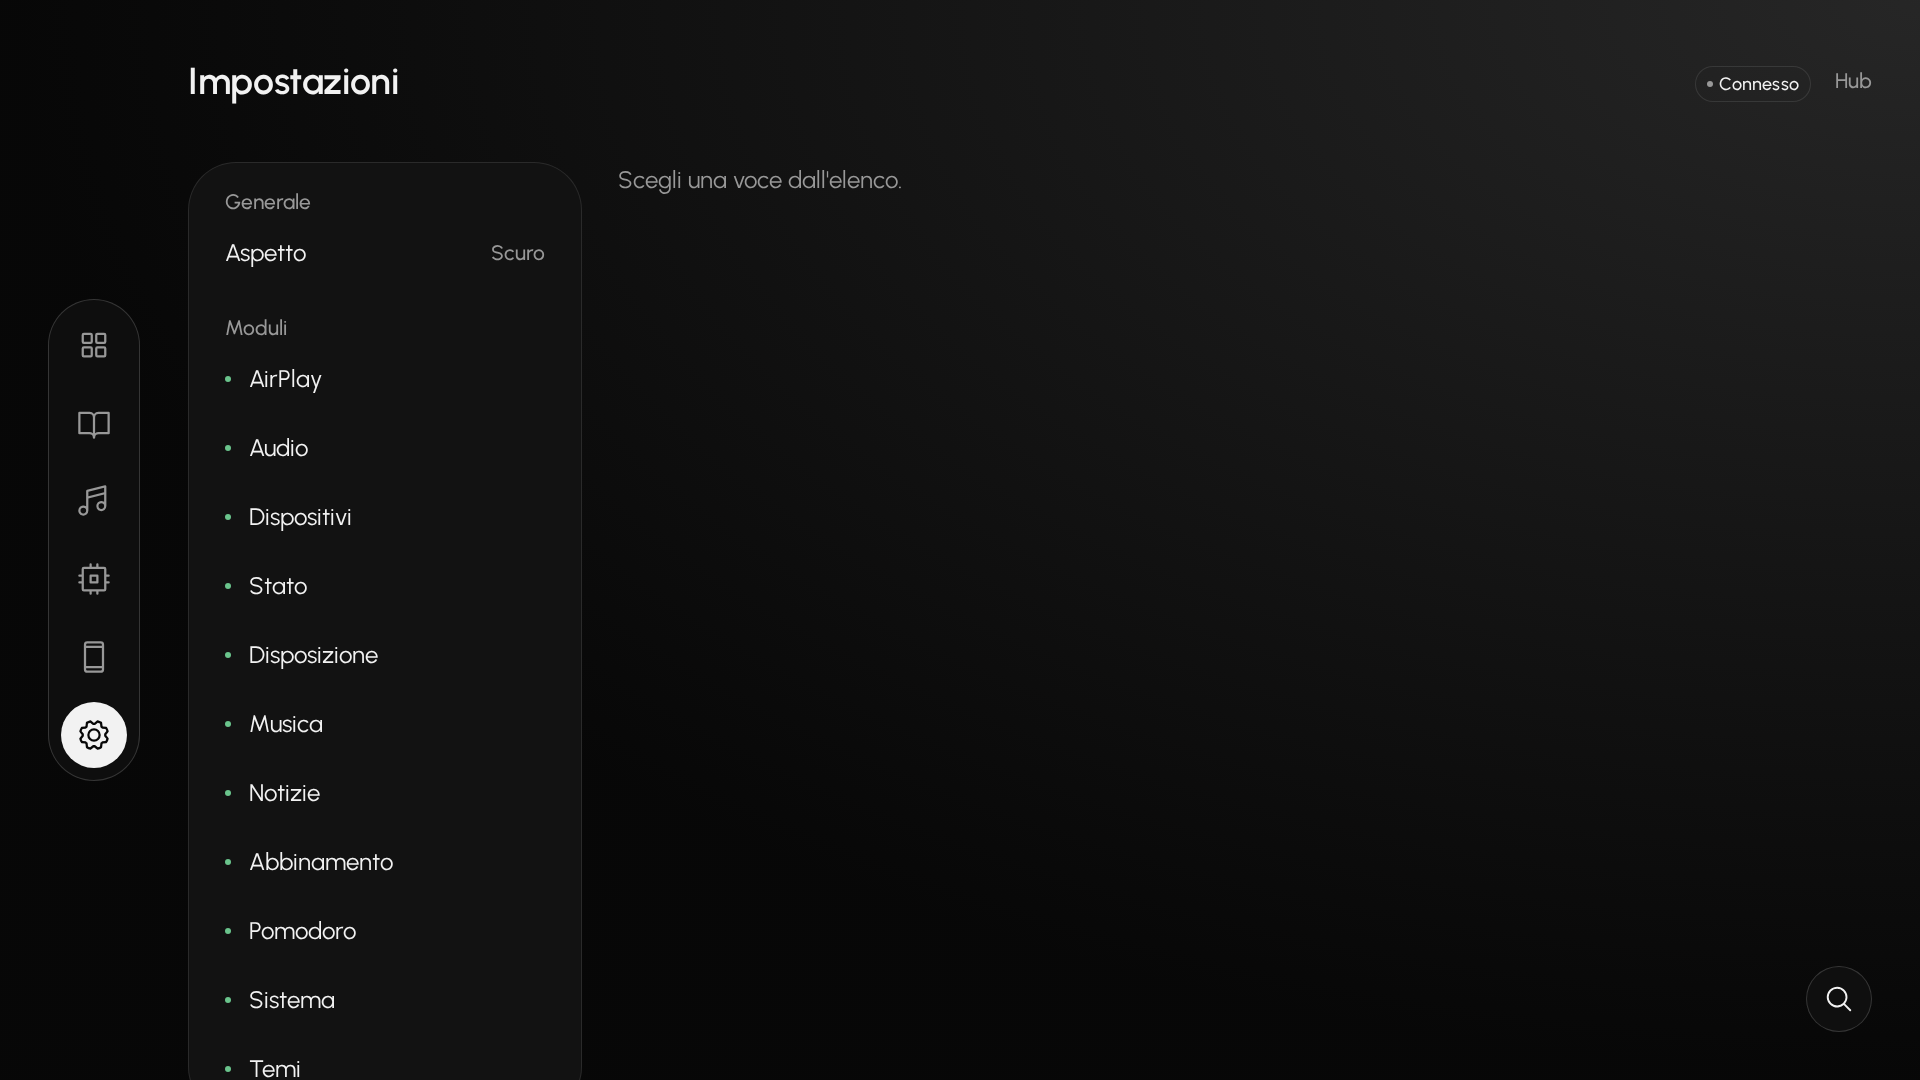 Impostazioni
Connesso
Hub
Generale
Aspetto Scuro
Scegli una voce dall'elenco.
Moduli
AirPlay
Audio
Dispositivi
Stato
Disposizione
Musica
Notizie
Abbinamento
Pomodoro
Sistema
Temi